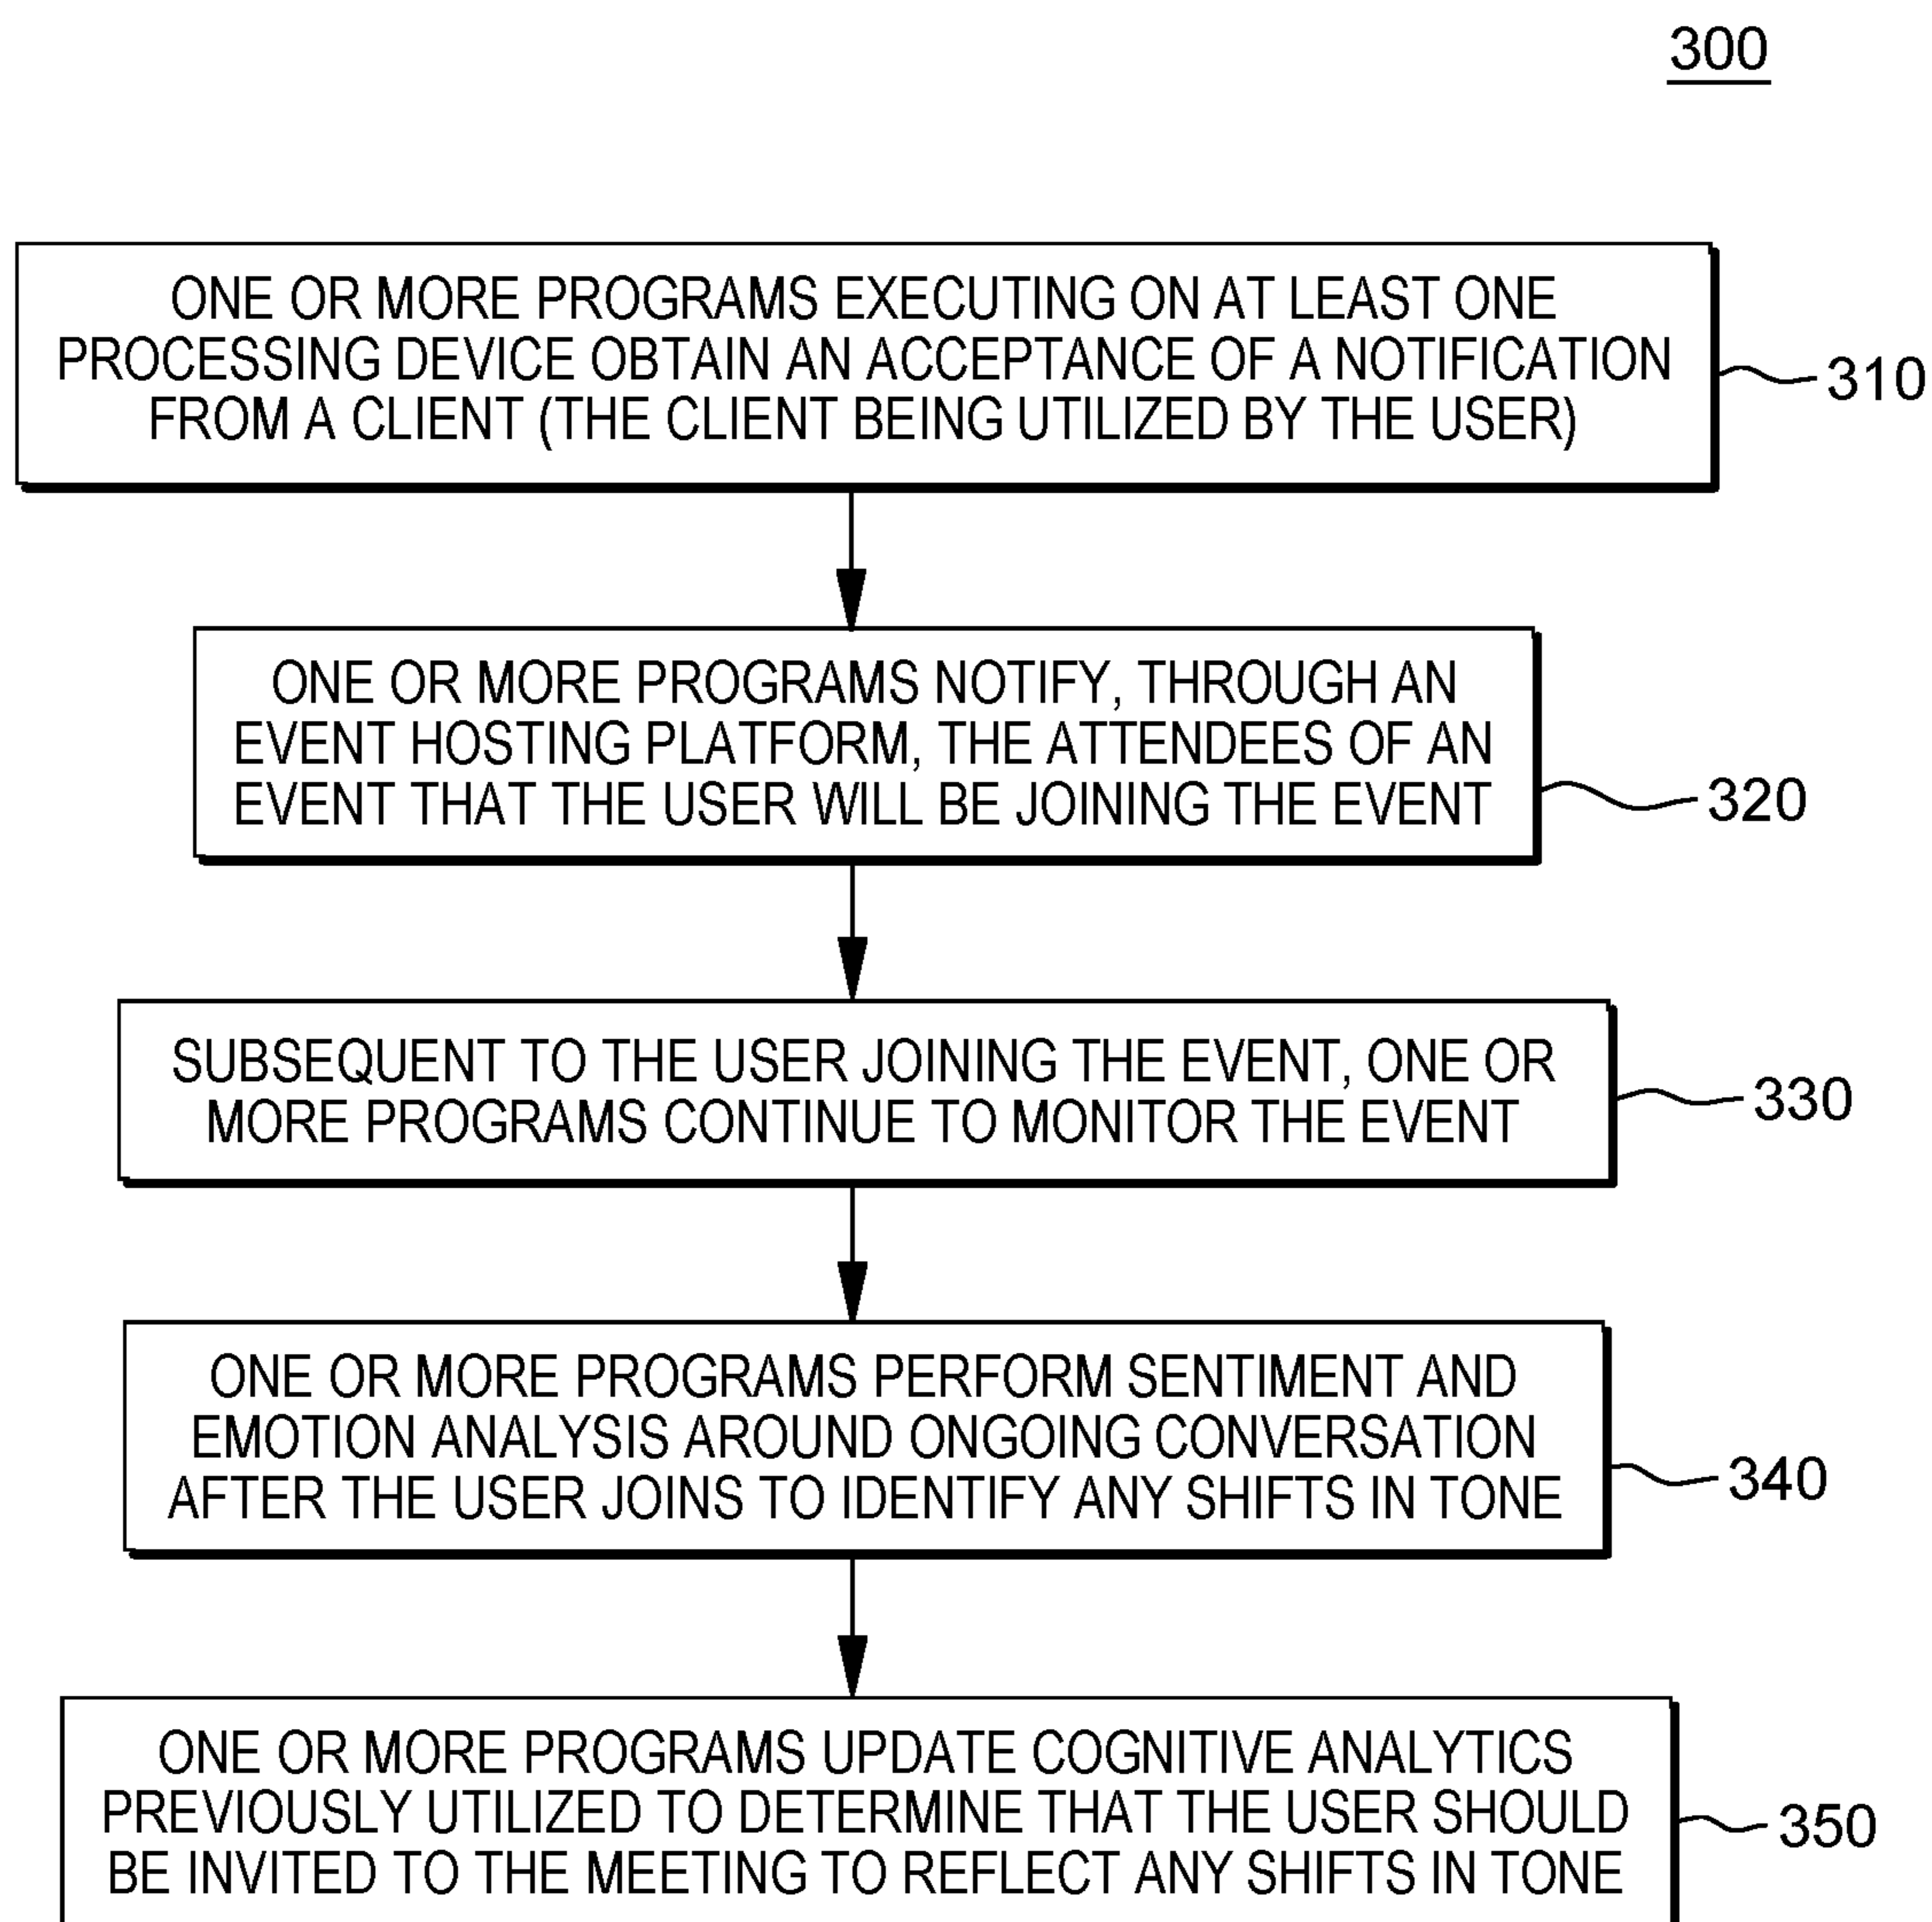 300
ONE OR MORE PROGRAMS EXECUTING ON AT LEAST ONE
PROCESSING DEVICE OBTAIN AN ACCEPTANCE OF A NOTIFICATION
FROM A CLIENT (THE CLIENT BEING UTILIZED BY THE USER)
310
ONE OR MORE PROGRAMS NOTIFY, THROUGH AN
EVENT HOSTING PLATFORM, THE ATTENDEES OF AN
EVENT THAT THE USER WILL BE JOINING THE EVENT
320
SUBSEQUENT TO THE USER JOINING THE EVENT, ONE OR
MORE PROGRAMS CONTINUE TO MONITOR THE EVENT
330
ONE OR MORE PROGRAMS PERFORM SENTIMENT AND
EMOTION ANALYSIS AROUND ONGOING CONVERSATION
AFTER THE USER JOINS TO IDENTIFY ANY SHIFTS IN TONE
340
ONE OR MORE PROGRAMS UPDATE COGNITIVE ANALYTICS
PREVIOUSLY UTILIZED TO DETERMINE THAT THE USER SHOULD
BE INVITED TO THE MEETING TO REFLECT ANY SHIFTS IN TONE
350